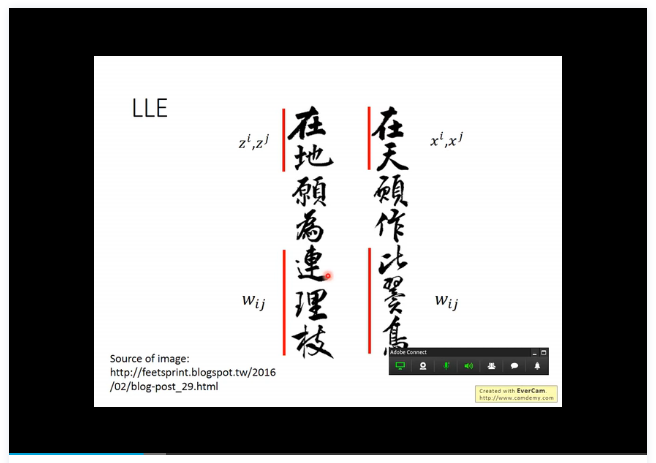 LLE
在天願作比翼鳥
在地願為連理枝
z^i,z^j
x^i,x^j
w_{ij}
w_{ij}
Source of image:
http://feetsprint.blogspot.tw/2016
/02/blog-post_29.html
Adobe Connect
Created with EverCam.
http://www.camdemy.com